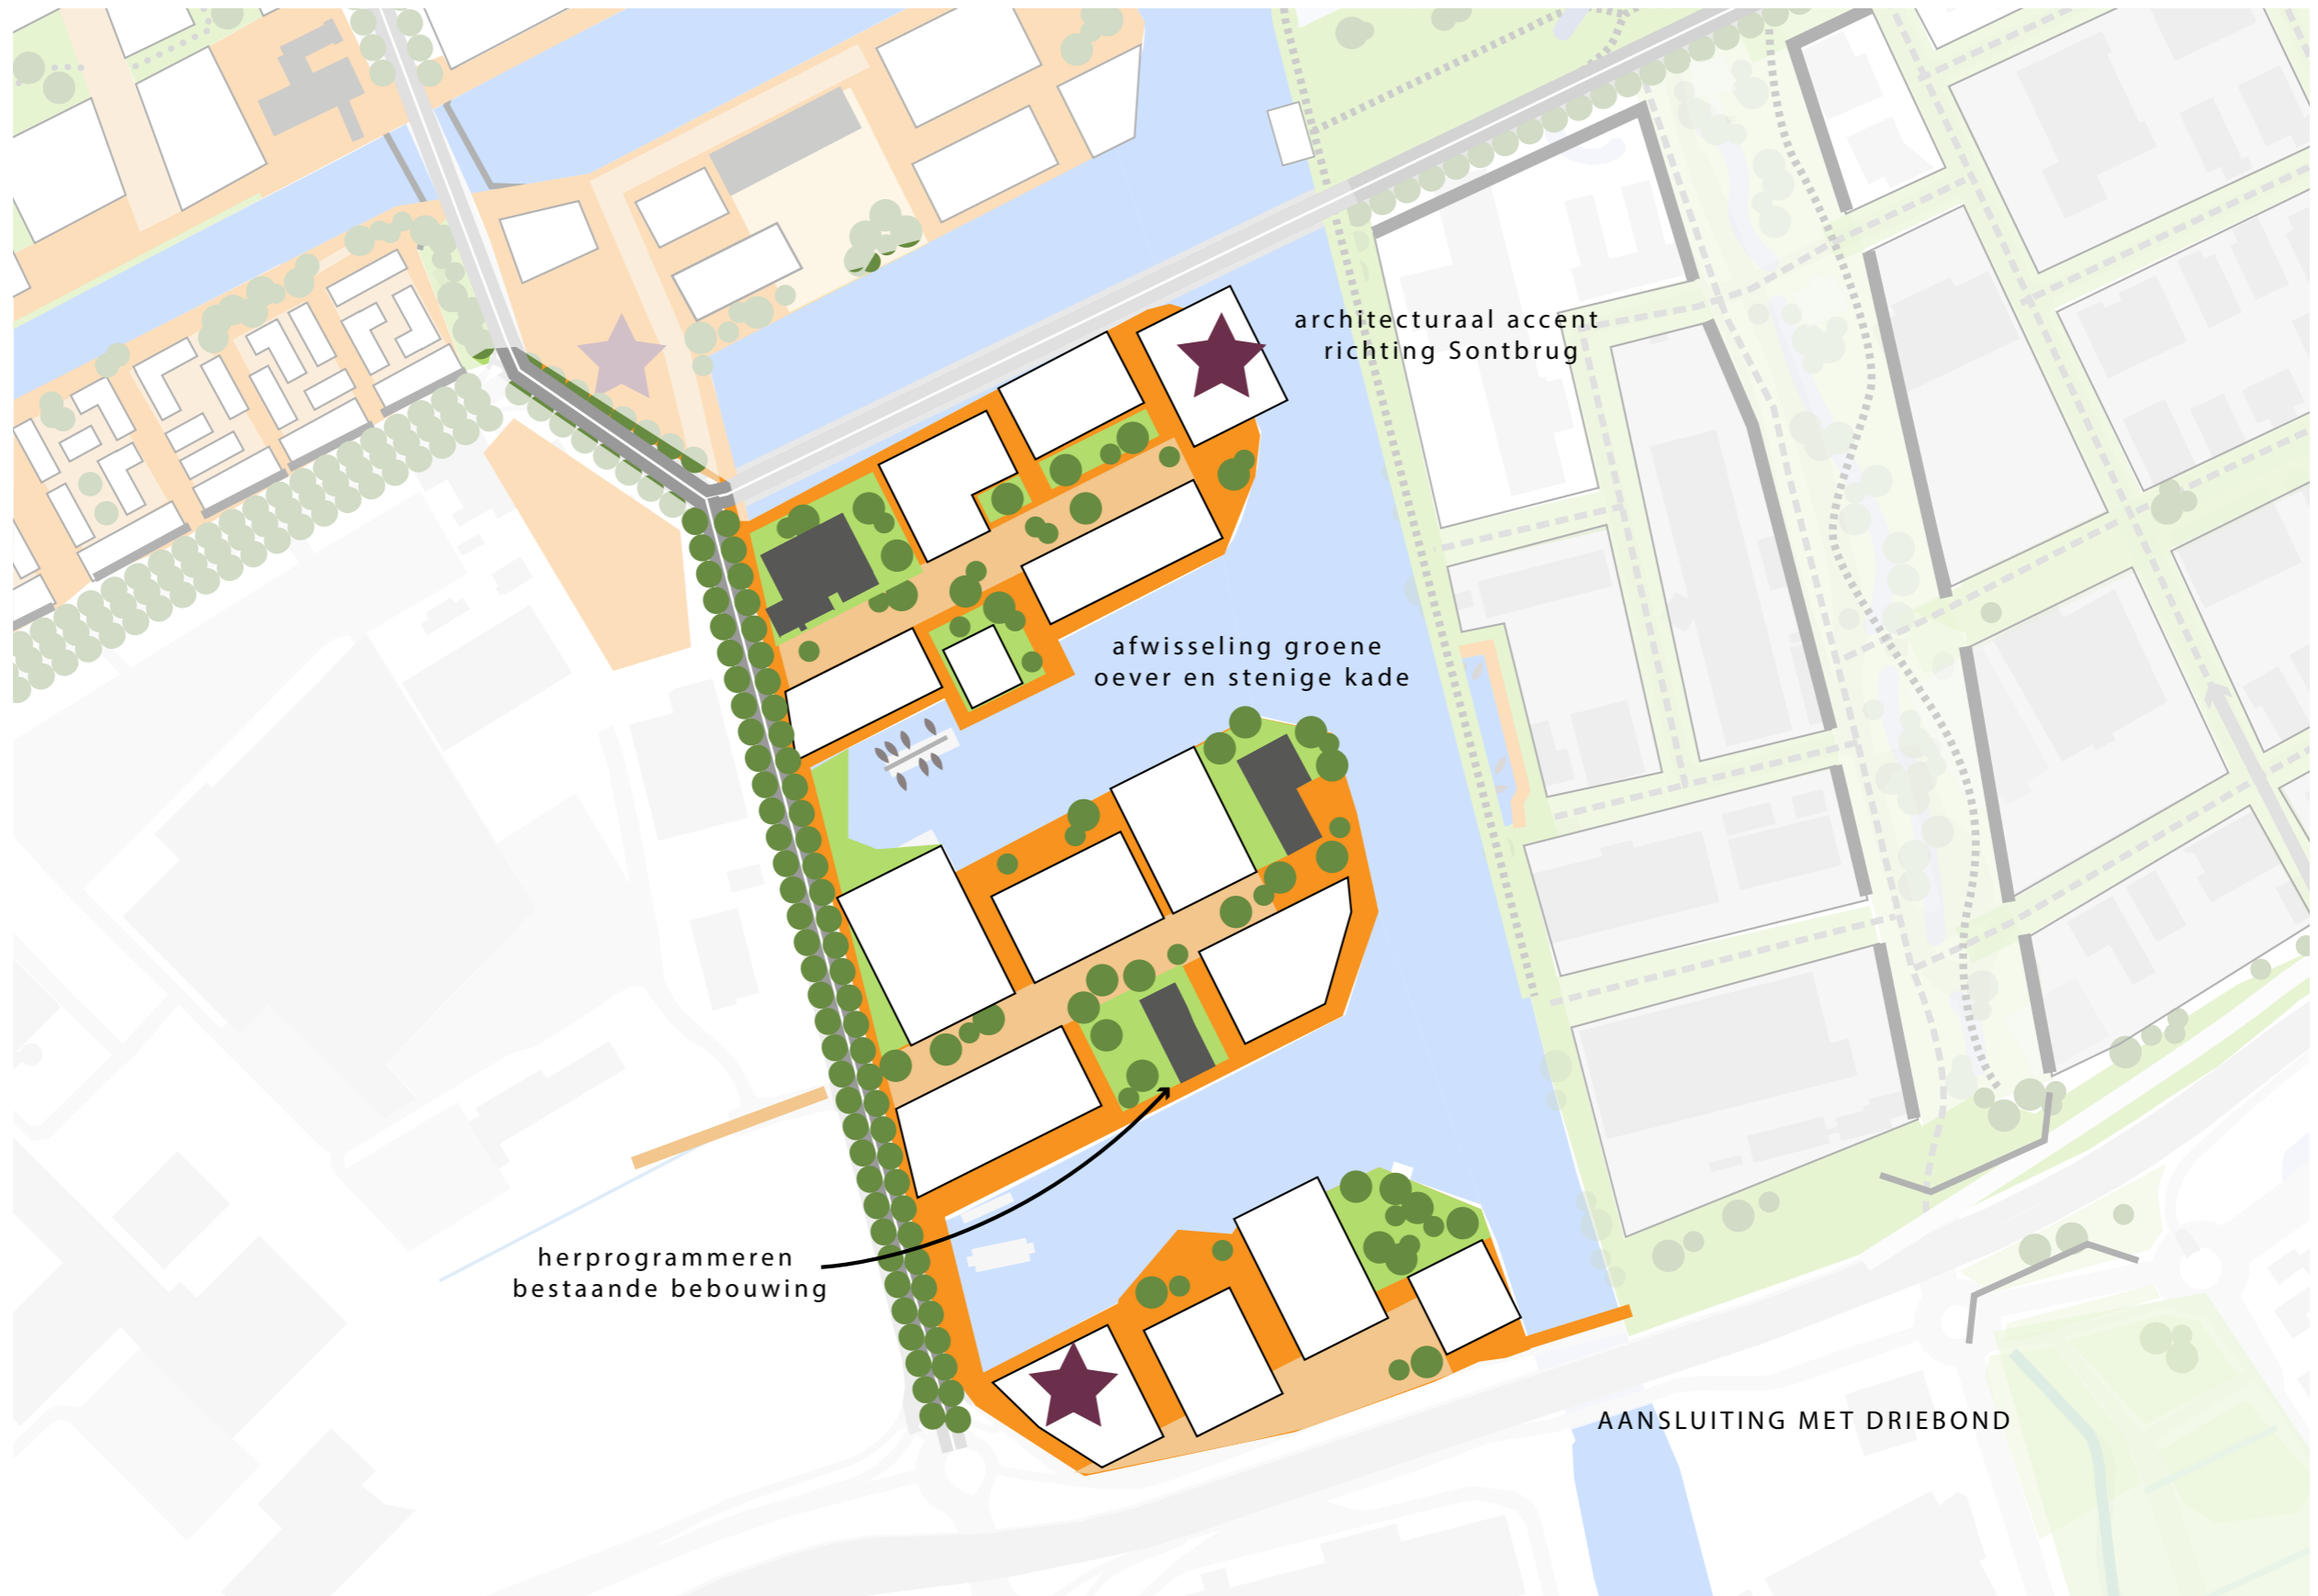 architecturaal accent
richting Sontbrug
afwisseling groene
oever en stenige kade
herprogrammeren
bestaande bebouwing
AANSLUITING MET DRIEBOND